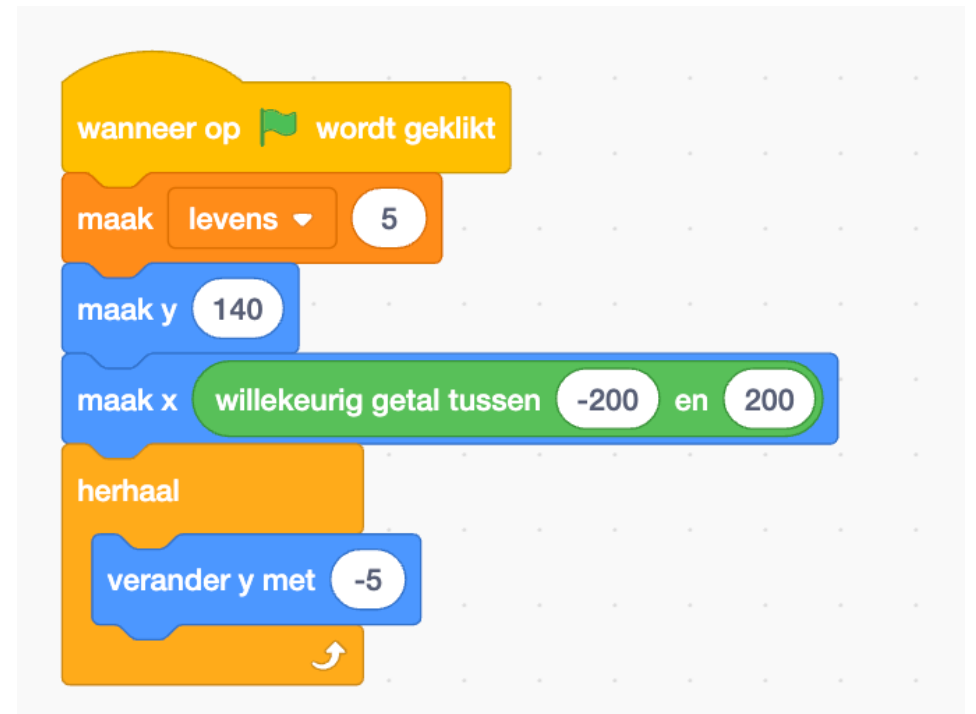 wanneer op wordt geklikt
maak levens 5
maak y 140
maak x willekeurig getal tussen -200 en 200
herhaal
verander y met -5